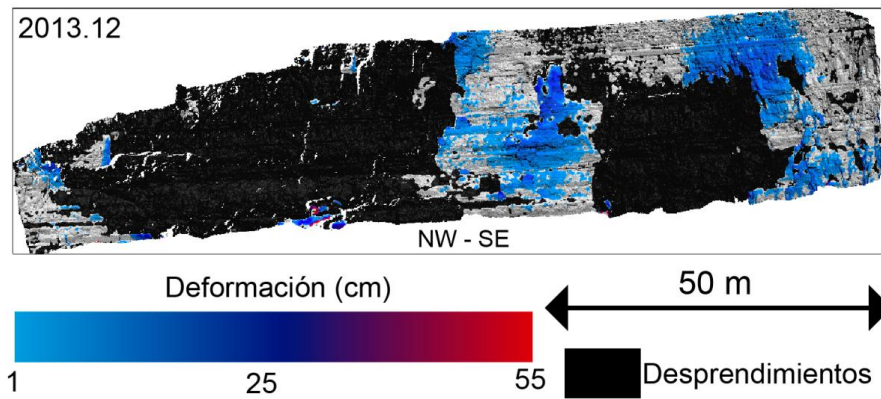 2013.12
NW - SE
Deformación (cm)
50 m
1
25
55
Desprendimientos